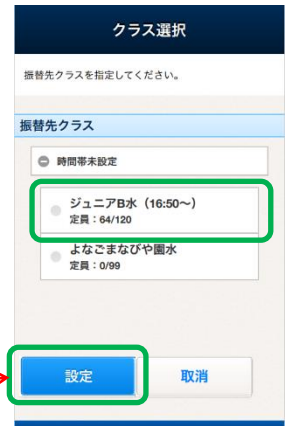 クラス選択
振替先クラスを指定してください。
振替先クラス
時間帯未設定
ジュニアB水（16:50〜）
定員：64/120
よなごまなびや園水
定員：0/99
設定
取消